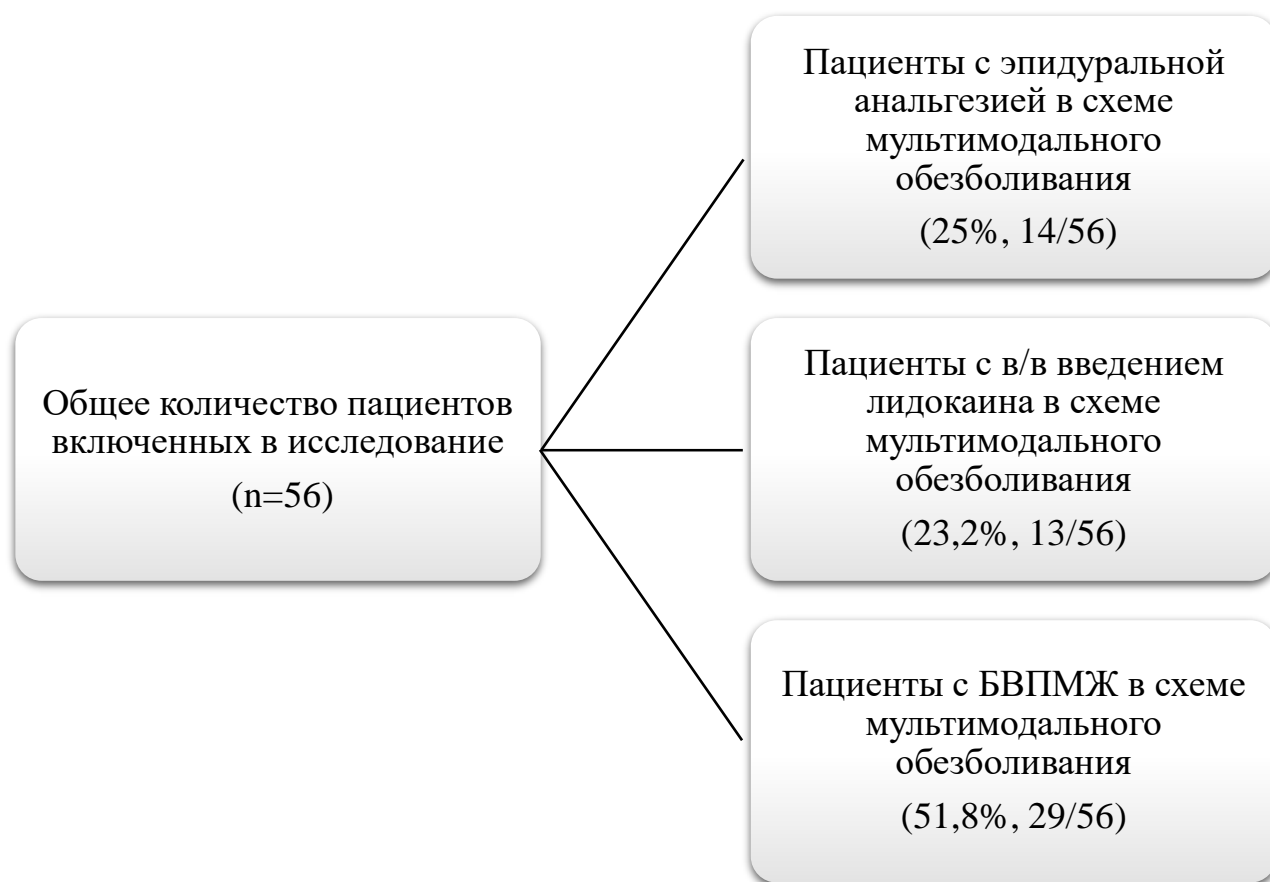 Общее количество пациентов
включенных в исследование
(n=56)
Пациенты с эпидуральной
анальгезией в схеме
мультимодального
обезболивания
(25%, 14/56)
Пациенты с в/в введением
лидокаина в схеме
мультимодального
обезболивания
(23,2%, 13/56)
Пациенты с БВПМЖ в схеме
мультимодального
обезболивания
(51,8%, 29/56)